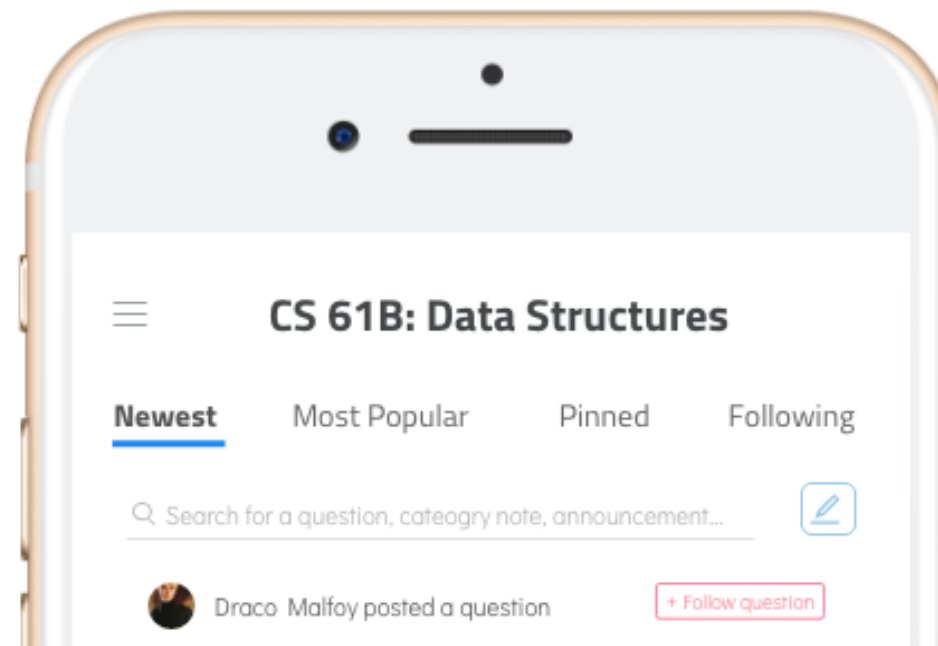 CS 61B: Data Structures
Newest Most Popular Pinned Following
Search for a question, cateogry note, announcement...
Draco Malfoy posted a question + Follow question